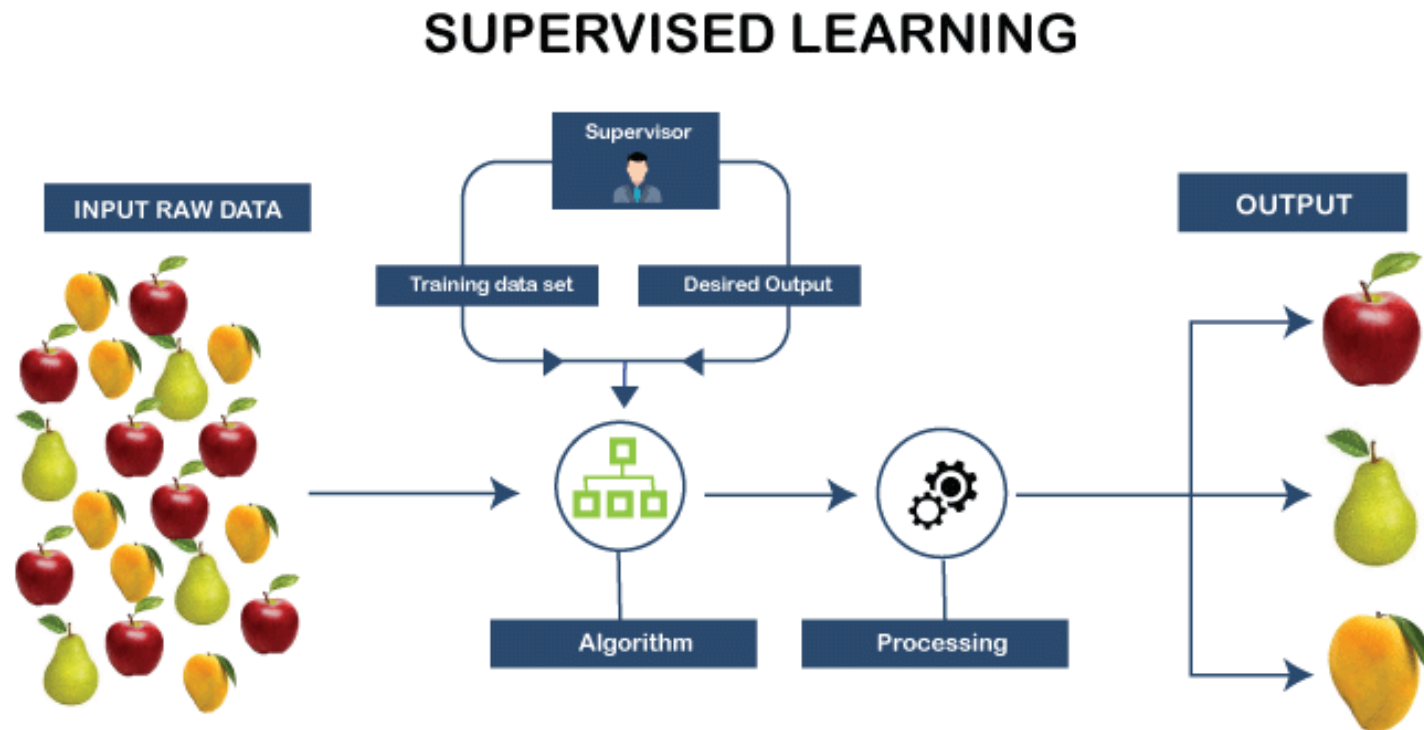 SUPERVISED LEARNING
Supervisor
INPUT RAW DATA
OUTPUT
Training data set
Desired Output
Algorithm
Processing